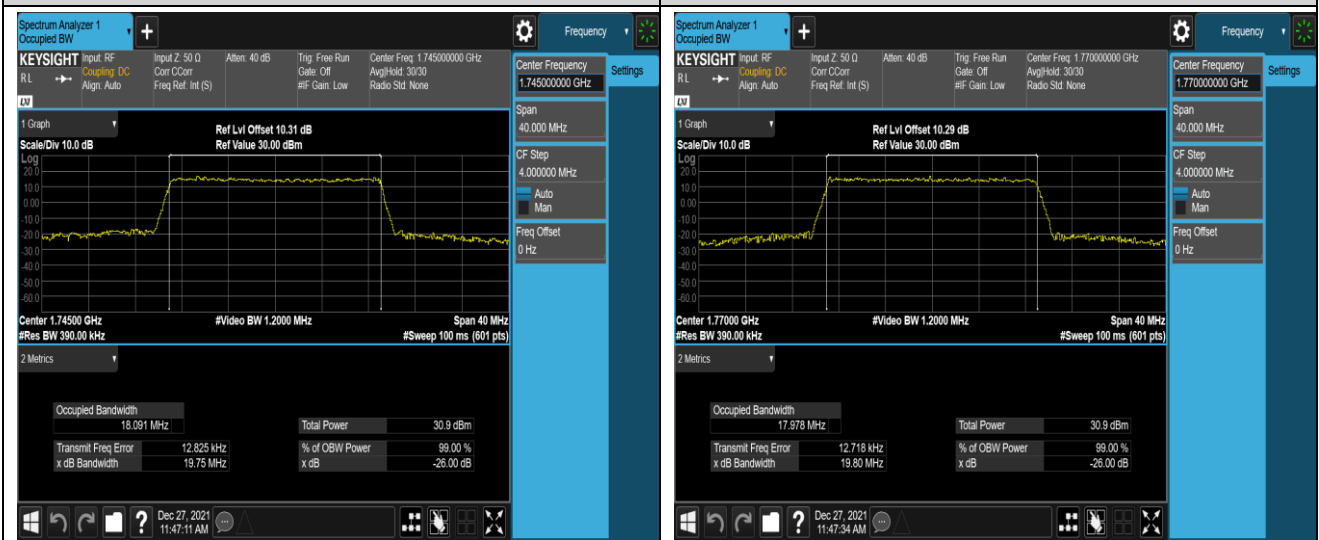 Spectrum Analyzer 1
Occupied BW
+
Frequency
KEYSIGHT
RL
LXI
Input: RF
Coupling: DC
Align: Auto
Input Z: 50 Ω
Corr CCorr
Freq Ref: Int (S)
Atten: 40 dB
Trig: Free Run
Gate: Off
#IF Gain: Low
Center Freq: 1.745000000 GHz
Avg|Hold: 30/30
Radio Std: None
Center Frequency
1.745000000 GHz
Settings
Span
40.000 MHz
CF Step
4.000000 MHz
Auto
Man
Freq Offset
0 Hz
1 Graph
Scale/Div 10.0 dB
Ref Lvl Offset 10.31 dB
Ref Value 30.00 dBm
Log
20.0
10.0
0.00
-10.0
-20.0
-30.0
-40.0
-50.0
-60.0
Center 1.74500 GHz
#Video BW 1.2000 MHz
Span 40 MHz
#Res BW 390.00 kHz
#Sweep 100 ms (601 pts)
2 Metrics
Occupied Bandwidth
18.091 MHz
Total Power 30.9 dBm
Transmit Freq Error 12.825 kHz
% of OBW Power 99.00 %
x dB Bandwidth 19.75 MHz
x dB -26.00 dB
?
Dec 27, 2021
11:47:11 AM
Spectrum Analyzer 1
Occupied BW
+
Frequency
KEYSIGHT
RL
LXI
Input: RF
Coupling: DC
Align: Auto
Input Z: 50 Ω
Corr CCorr
Freq Ref: Int (S)
Atten: 40 dB
Trig: Free Run
Gate: Off
#IF Gain: Low
Center Freq: 1.770000000 GHz
Avg|Hold: 30/30
Radio Std: None
Center Frequency
1.770000000 GHz
Settings
Span
40.000 MHz
CF Step
4.000000 MHz
Auto
Man
Freq Offset
0 Hz
1 Graph
Scale/Div 10.0 dB
Ref Lvl Offset 10.29 dB
Ref Value 30.00 dBm
Log
20.0
10.0
0.00
-10.0
-20.0
-30.0
-40.0
-50.0
-60.0
Center 1.77000 GHz
#Video BW 1.2000 MHz
Span 40 MHz
#Res BW 390.00 kHz
#Sweep 100 ms (601 pts)
2 Metrics
Occupied Bandwidth
17.978 MHz
Total Power 30.9 dBm
Transmit Freq Error 12.718 kHz
% of OBW Power 99.00 %
x dB Bandwidth 19.80 MHz
x dB -26.00 dB
?
Dec 27, 2021
11:47:34 AM